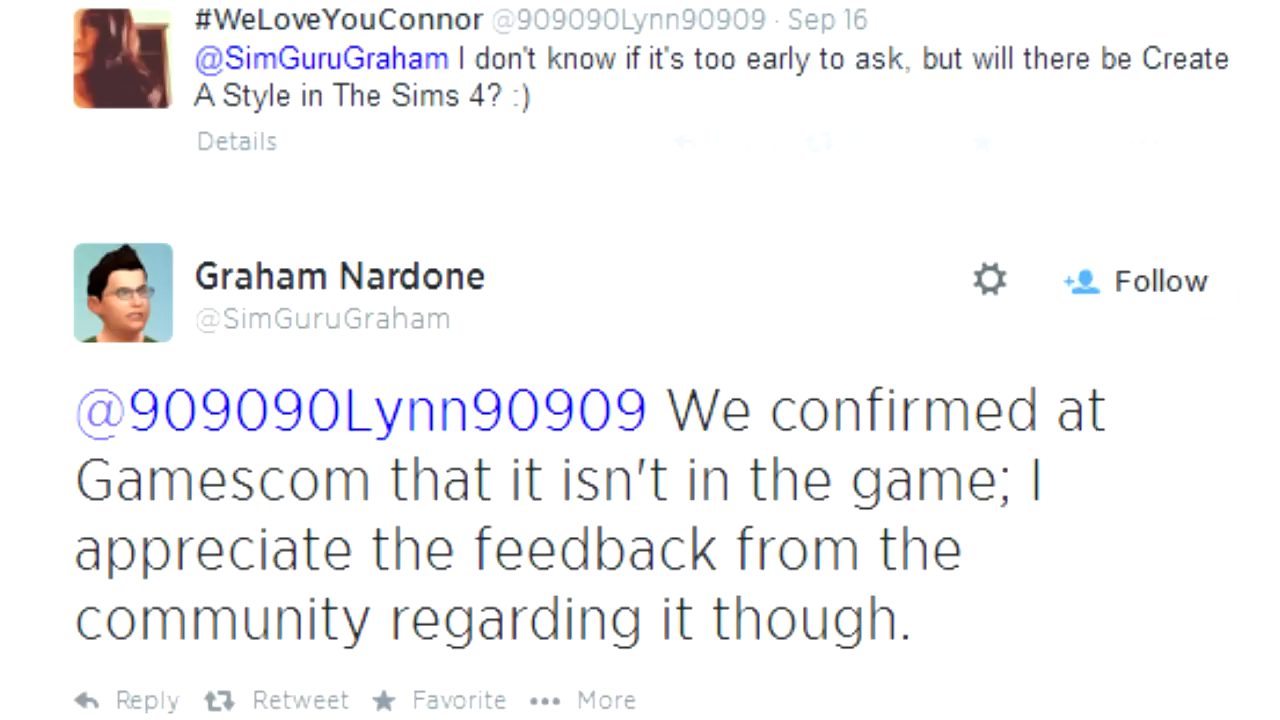 #WeLoveYouConnor @909090Lynn90909 · Sep 16
@SimGuruGraham I don't know if it's too early to ask, but will there be Create
A Style in The Sims 4? :)
Details
Graham Nardone
@SimGuruGraham
Follow
@909090Lynn90909 We confirmed at
Gamescom that it isn't in the game; I
appreciate the feedback from the
community regarding it though.
Reply Retweet Favorite More